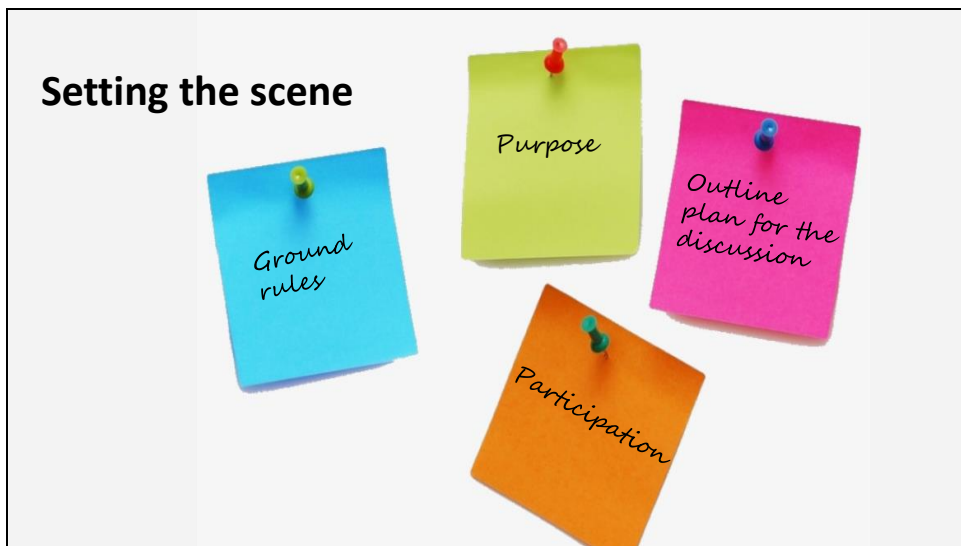 Setting the scene
Purpose
Outline
plan for the
discussion
Ground
rules
Participation